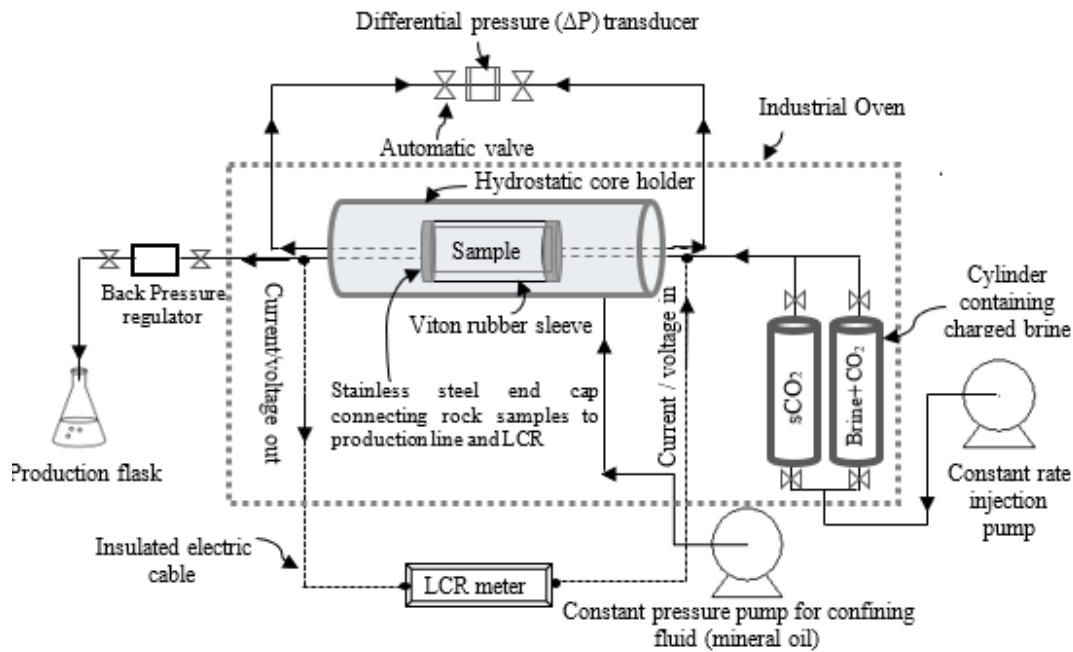 Differential pressure (ΔP) transducer
Industrial Oven
Automatic valve
Hydrostatic core holder
Sample
Back Pressure
regulator
Current/voltage out
Viton rubber sleeve
Current / voltage in
Cylinder
containing
charged brine
sCO₂
Brine+CO₂
Stainless steel end cap
connecting rock samples to
production line and LCR
Production flask
Constant rate
injection
pump
Insulated electric
cable
LCR meter
Constant pressure pump for confining
fluid (mineral oil)